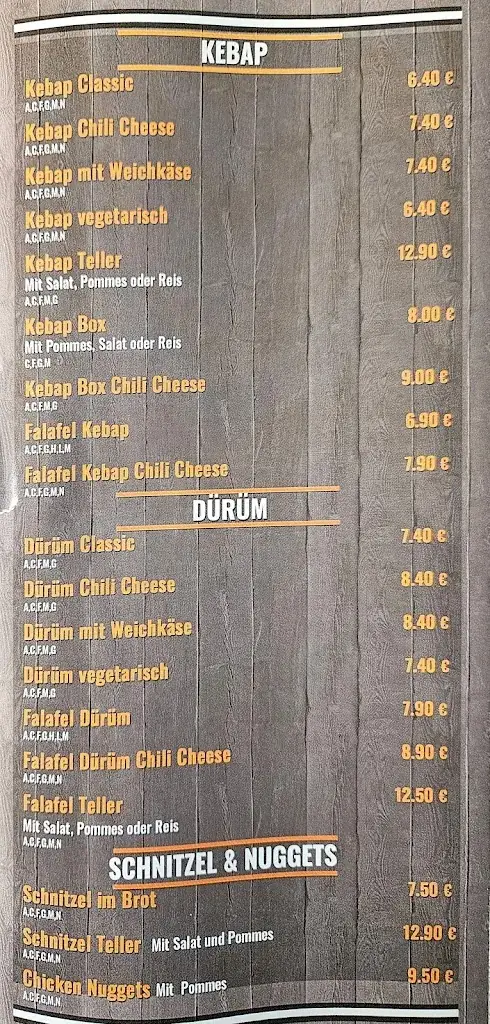 KEBAP
Kebap Classic 6.40 €
A,C,F,G,M,N
Kebap Chili Cheese 7.40 €
A,C,F,G,M,N
Kebap mit Weichkäse 7.40 €
A,C,F,G,M,N
Kebap vegetarisch 6.40 €
A,C,F,G,M,N
Kebap Teller 12.90 €
Mit Salat, Pommes oder Reis
A,C,F,M,G
Kebap Box 8.00 €
Mit Pommes, Salat oder Reis
C,F,G,M
Kebap Box Chili Cheese 9.00 €
A,C,F,M,G
Falafel Kebap 6.90 €
A,C,F,G,H,L,M
Falafel Kebap Chili Cheese 7.90 €
A,C,F,G,M,N
DÜRÜM
Dürüm Classic 7.40 €
A,C,F,M,G
Dürüm Chili Cheese 8.40 €
A,C,F,M,G
Dürüm mit Weichkäse 8.40 €
A,C,F,M,G
Dürüm vegetarisch 7.40 €
A,C,F,M,G
Falafel Dürüm 7.90 €
A,C,F,G,H,L,M
Falafel Dürüm Chili Cheese 8.90 €
A,C,F,G,M,N
Falafel Teller 12.50 €
Mit Salat, Pommes oder Reis
A,C,F,G,M,N
SCHNITZEL & NUGGETS
Schnitzel im Brot 7.50 €
A,C,F,G,M,N
Schnitzel Teller Mit Salat und Pommes 12.90 €
A,C,F,G,M,N
Chicken Nuggets Mit Pommes 9.50 €
A,C,F,G,M,N